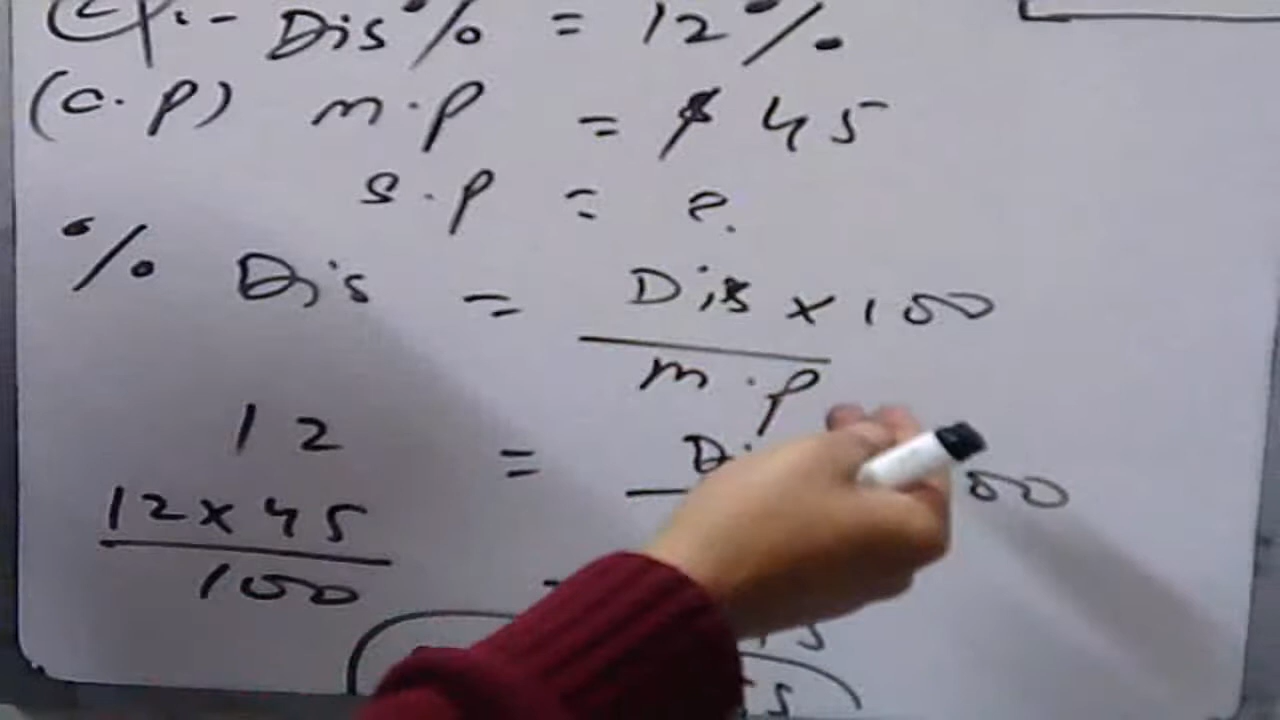 :- Dis% = 12%
(C.P) m.p = $ 45
S.p = ?
% Dis = Dis x 100
m.p
12 =
12 x 45
100